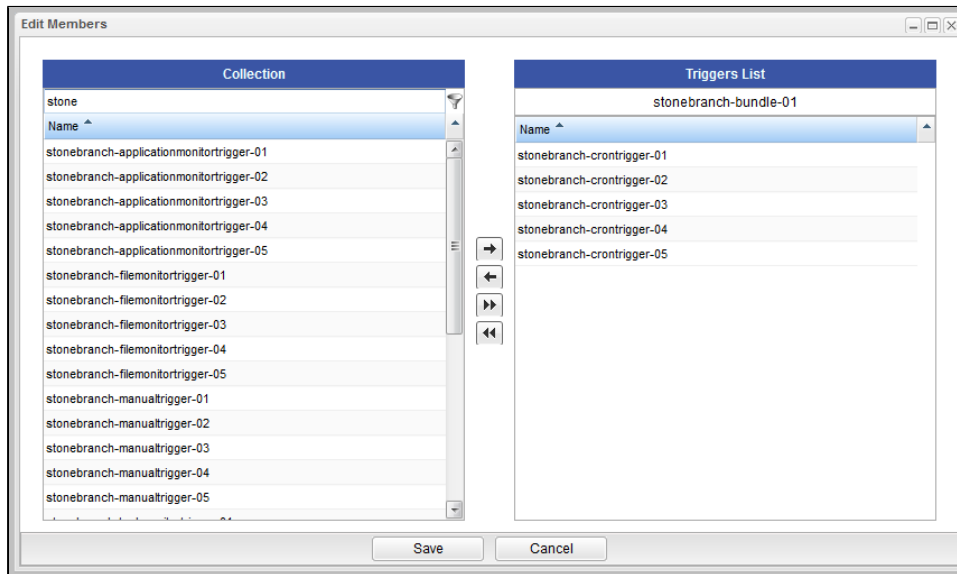 Edit Members
Collection
stone
Name
stonebranch-applicationmonitortrigger-01
stonebranch-applicationmonitortrigger-02
stonebranch-applicationmonitortrigger-03
stonebranch-applicationmonitortrigger-04
stonebranch-applicationmonitortrigger-05
stonebranch-filemonitortrigger-01
stonebranch-filemonitortrigger-02
stonebranch-filemonitortrigger-03
stonebranch-filemonitortrigger-04
stonebranch-filemonitortrigger-05
stonebranch-manualtrigger-01
stonebranch-manualtrigger-02
stonebranch-manualtrigger-03
stonebranch-manualtrigger-04
stonebranch-manualtrigger-05
Triggers List
stonebranch-bundle-01
Name
stonebranch-crontrigger-01
stonebranch-crontrigger-02
stonebranch-crontrigger-03
stonebranch-crontrigger-04
stonebranch-crontrigger-05
Save
Cancel